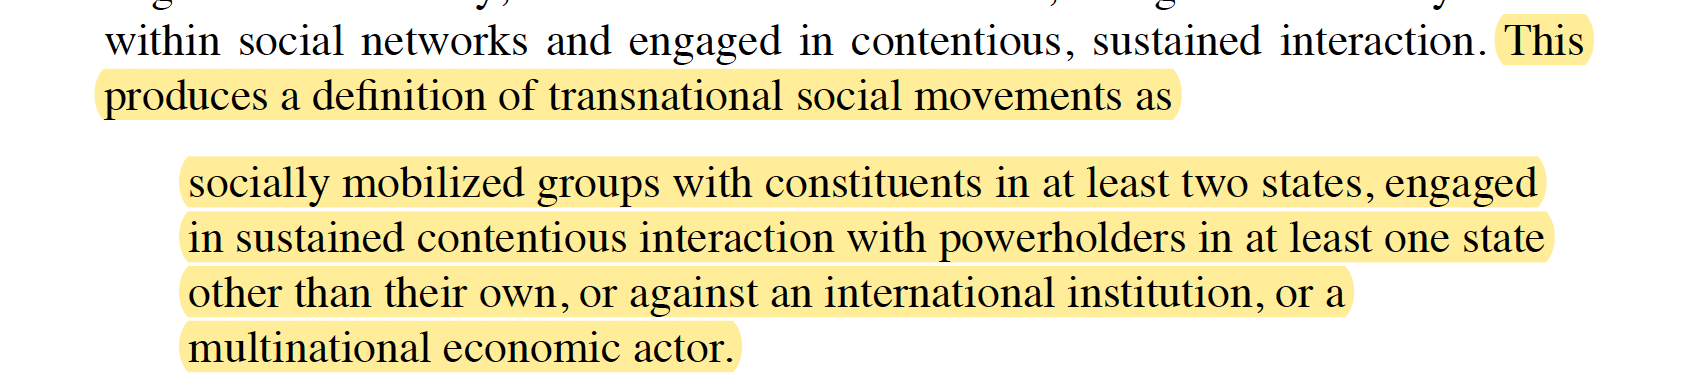 within social networks and engaged in contentious, sustained interaction. This
produces a definition of transnational social movements as
socially mobilized groups with constituents in at least two states, engaged
in sustained contentious interaction with powerholders in at least one state
other than their own, or against an international institution, or a
multinational economic actor.